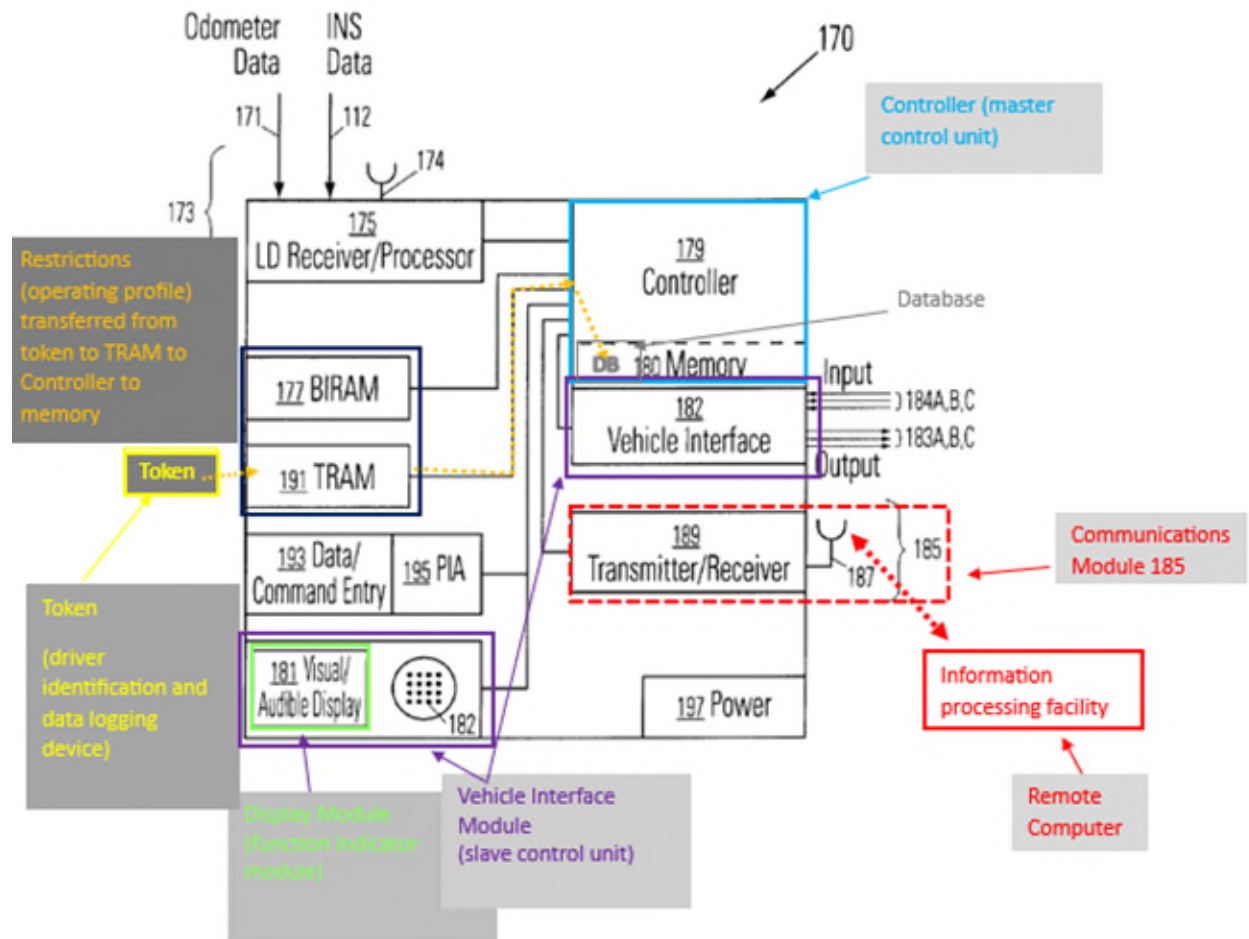 Odometer
Data
INS
Data
170
171
112
174
173
Controller (master
control unit)
175
LD Receiver/Processor
179
Controller
Restrictions
(operating profile)
transferred from
token to TRAM to
Controller to
memory
Database
DB
180 Memory
177 BIRAM
Input
184A,B,C
182
Vehicle Interface
183A,B,C
Output
Token
191 TRAM
189
Transmitter/Receiver
187
185
Communications
Module 185
193 Data/
Command Entry
195 PIA
Token
(driver
identification and
data logging
device)
181 Visual/
Audible Display
182
197 Power
Information
processing facility
Display Module
(function indicator
module)
Vehicle Interface
Module
(slave control unit)
Remote
Computer